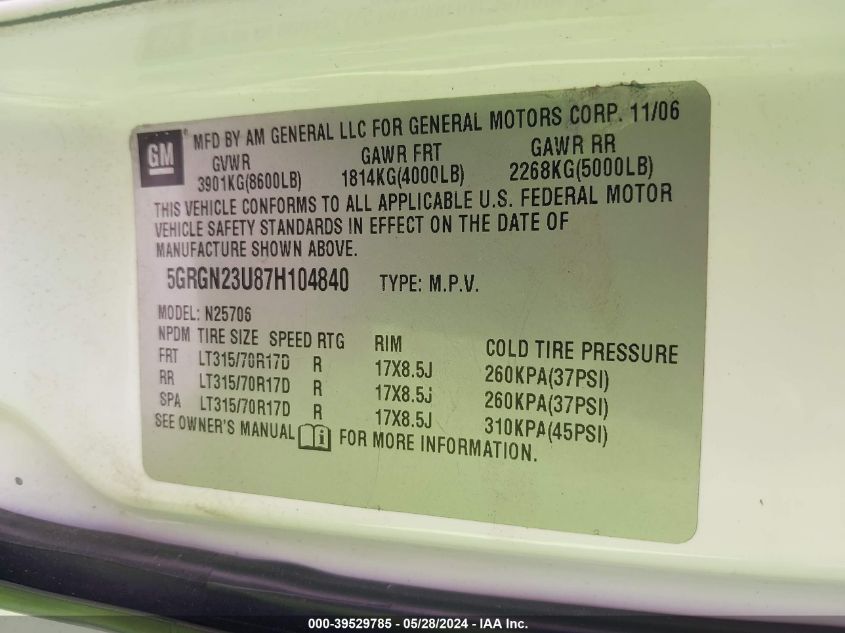 GM® MFD BY AM GENERAL LLC FOR GENERAL MOTORS CORP. 11/06
GVWR GAWR FRT GAWR RR
3901KG(8600LB) 1814KG(4000LB) 2268KG(5000LB)
THIS VEHICLE CONFORMS TO ALL APPLICABLE U.S. FEDERAL MOTOR
VEHICLE SAFETY STANDARDS IN EFFECT ON THE DATE OF
MANUFACTURE SHOWN ABOVE.
5GRGN23U87H104840 TYPE: M.P.V.
MODEL: N25706
NPDM TIRE SIZE SPEED RTG RIM COLD TIRE PRESSURE
FRT LT315/70R17D R 17X8.5J 260KPA(37PSI)
RR LT315/70R17D R 17X8.5J 260KPA(37PSI)
SPA LT315/70R17D R 17X8.5J 310KPA(45PSI)
SEE OWNER'S MANUAL i FOR MORE INFORMATION.
000-39529785 - 05/28/2024 - IAA Inc.